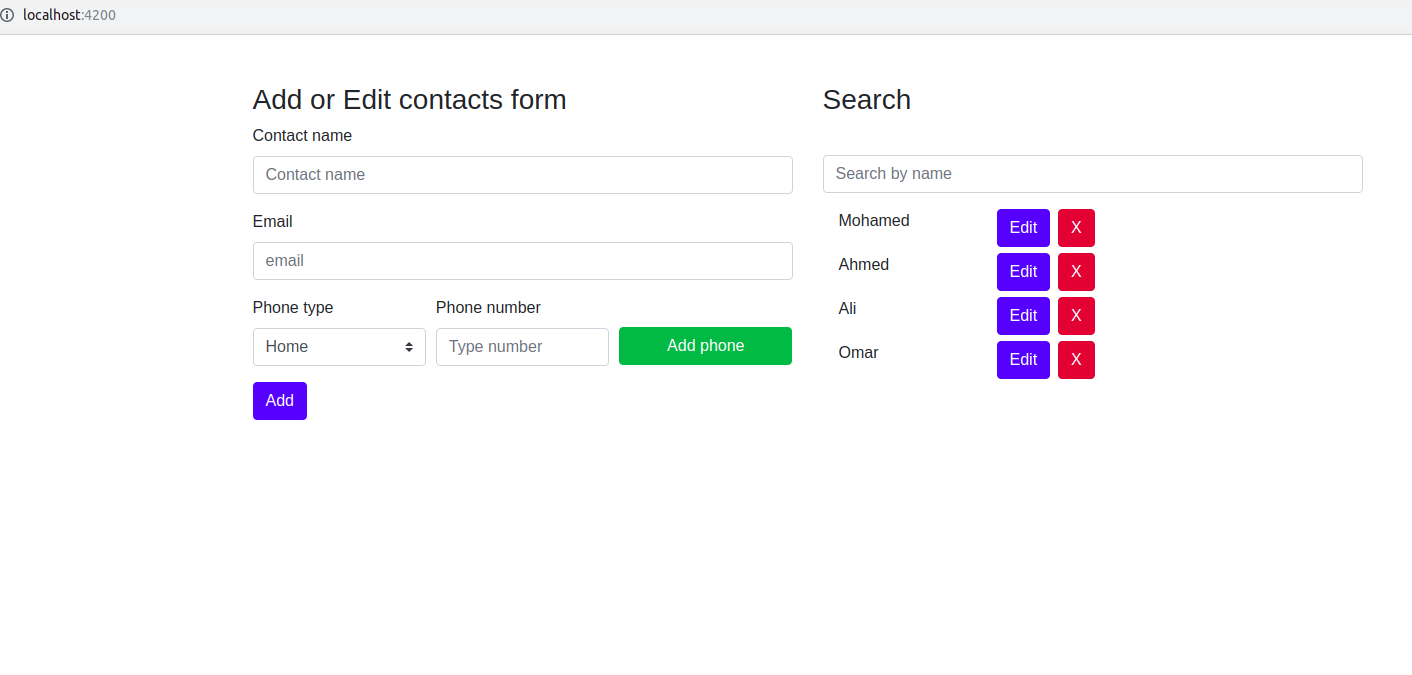 localhost:4200
Add or Edit contacts form
Contact name
Contact name
Email
email
Phone type Phone number
Home Type number Add phone
Add
Search
Search by name
Mohamed Edit X
Ahmed Edit X
Ali Edit X
Omar Edit X